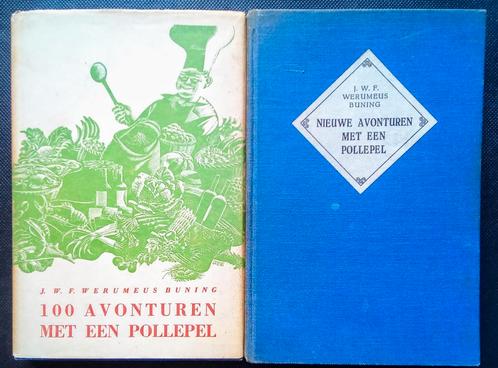 J. W. F. WERUMEUS BUNING
100 AVONTUREN
MET EEN POLLEPEL
J. W. F.
WERUMEUS
BUNING
NIEUWE AVONTUREN
MET EEN
POLLEPEL